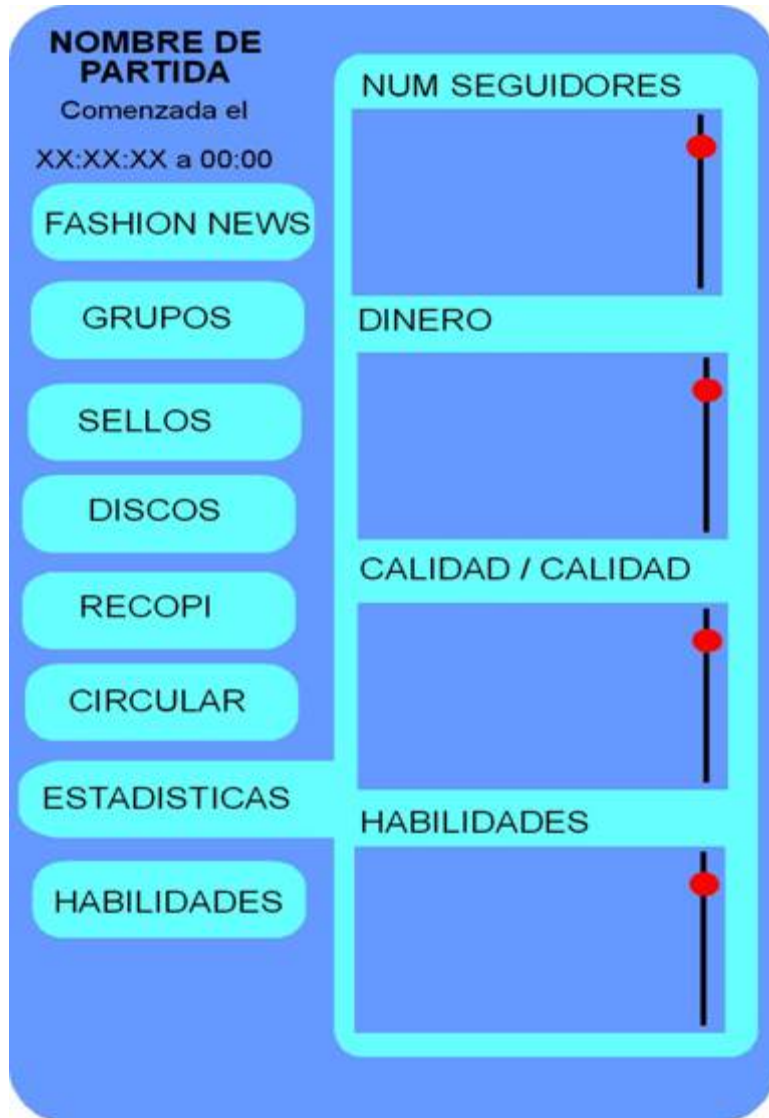 NOMBRE DE
PARTIDA
Comenzada el
XX:XX:XX a 00:00
FASHION NEWS
GRUPOS
SELLOS
DISCOS
RECOPI
CIRCULAR
ESTADISTICAS
HABILIDADES
NUM SEGUIDORES
DINERO
CALIDAD / CALIDAD
HABILIDADES